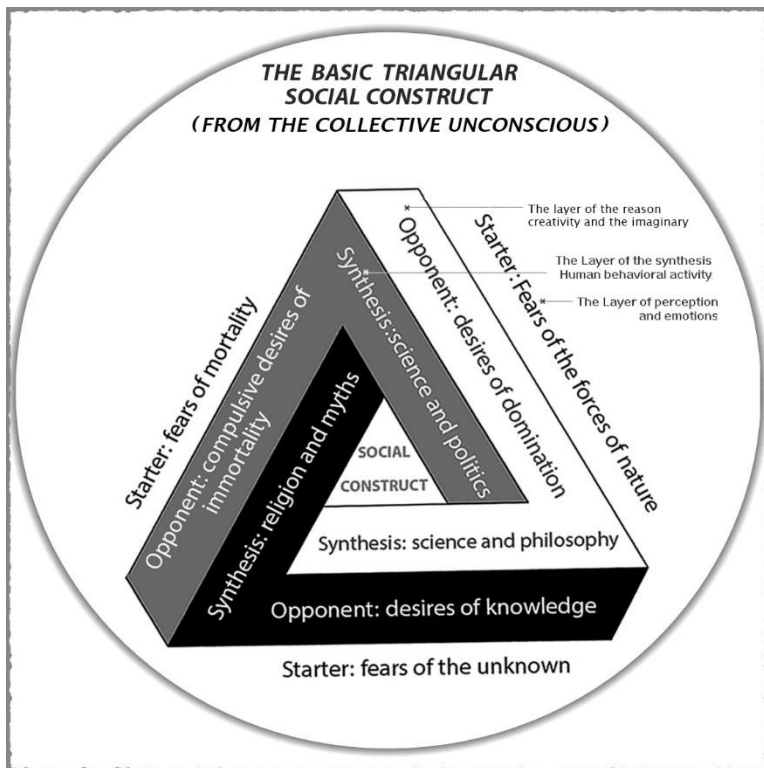 THE BASIC TRIANGULAR
SOCIAL CONSTRUCT
(FROM THE COLLECTIVE UNCONSCIOUS)
The layer of the reason
creativity and the imaginary
The Layer of the synthesis
Human behavioral activity
The Layer of perception
and emotions
Starter: Fears of the forces of nature
Opponent: desires of domination
Synthesis:science and politics
Starter: fears of mortality
Opponent: compulsive desires of
immortality
Synthesis: religion and myths
SOCIAL
CONSTRUCT
Synthesis: science and philosophy
Opponent: desires of knowledge
Starter: fears of the unknown